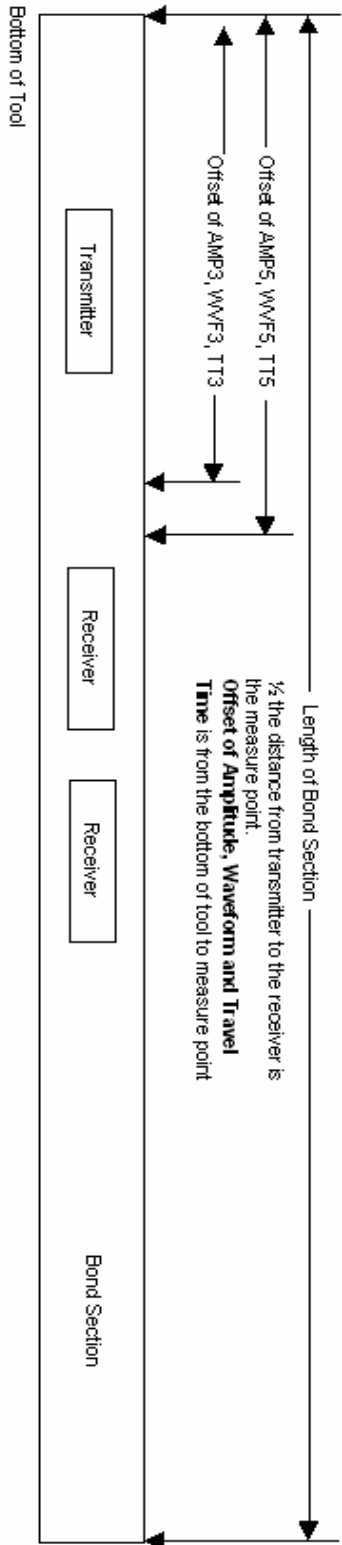 Length of Bond Section
Offset of AMP5, WVF5, TT5
Offset of AMP3, WVF3, TT3
½ the distance from transmitter to the receiver is
the measure point.
Offset of Amplitude, Waveform and Travel
Time is from the bottom of tool to measure point
Transmitter
Receiver
Receiver
Bond Section
Bottom of Tool